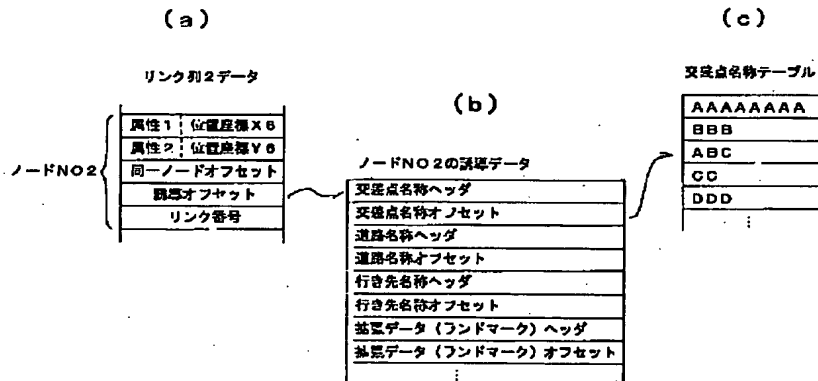 (a)
リンク列2データ
属性1 位置座標X6
属性2 位置座標Y6
ノードNO2
同一ノードオフセット
誘導オフセット
リンク番号
(b)
ノードNO2の誘導データ
交差点名称ヘッダ
交差点名称オフセット
道路名称ヘッダ
道路名称オフセット
行き先名称ヘッダ
行き先名称オフセット
拡張データ(ランドマーク)ヘッダ
拡張データ(ランドマーク)オフセット
⋮
(c)
交差点名称テーブル
AAAAAAAA
BBB
ABC
CC
DDD
⋮